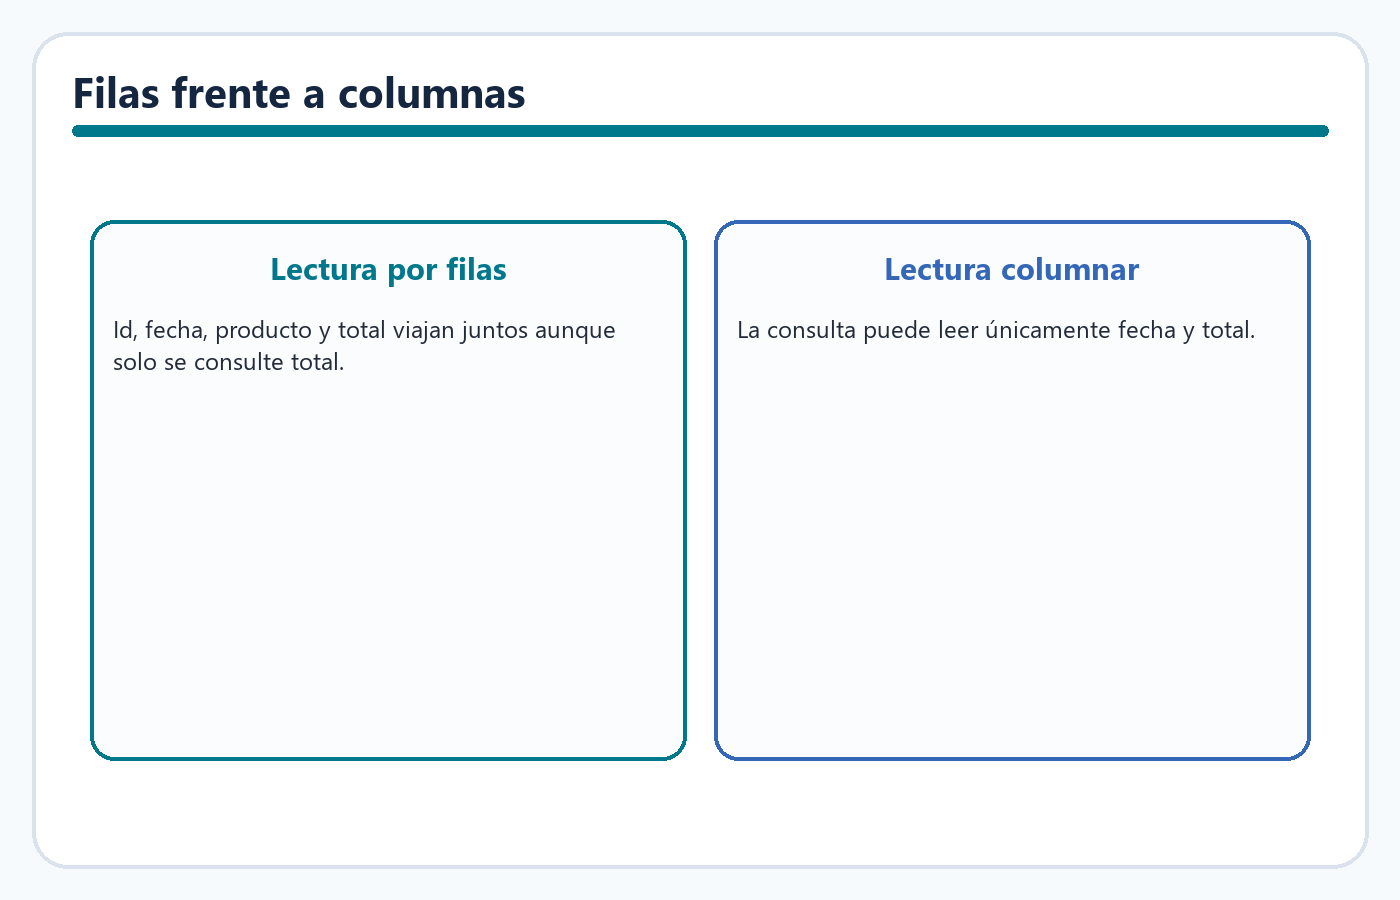 Filas frente a columnas
Lectura por filas
Id, fecha, producto y total viajan juntos aunque
solo se consulte total.
Lectura columnar
La consulta puede leer únicamente fecha y total.